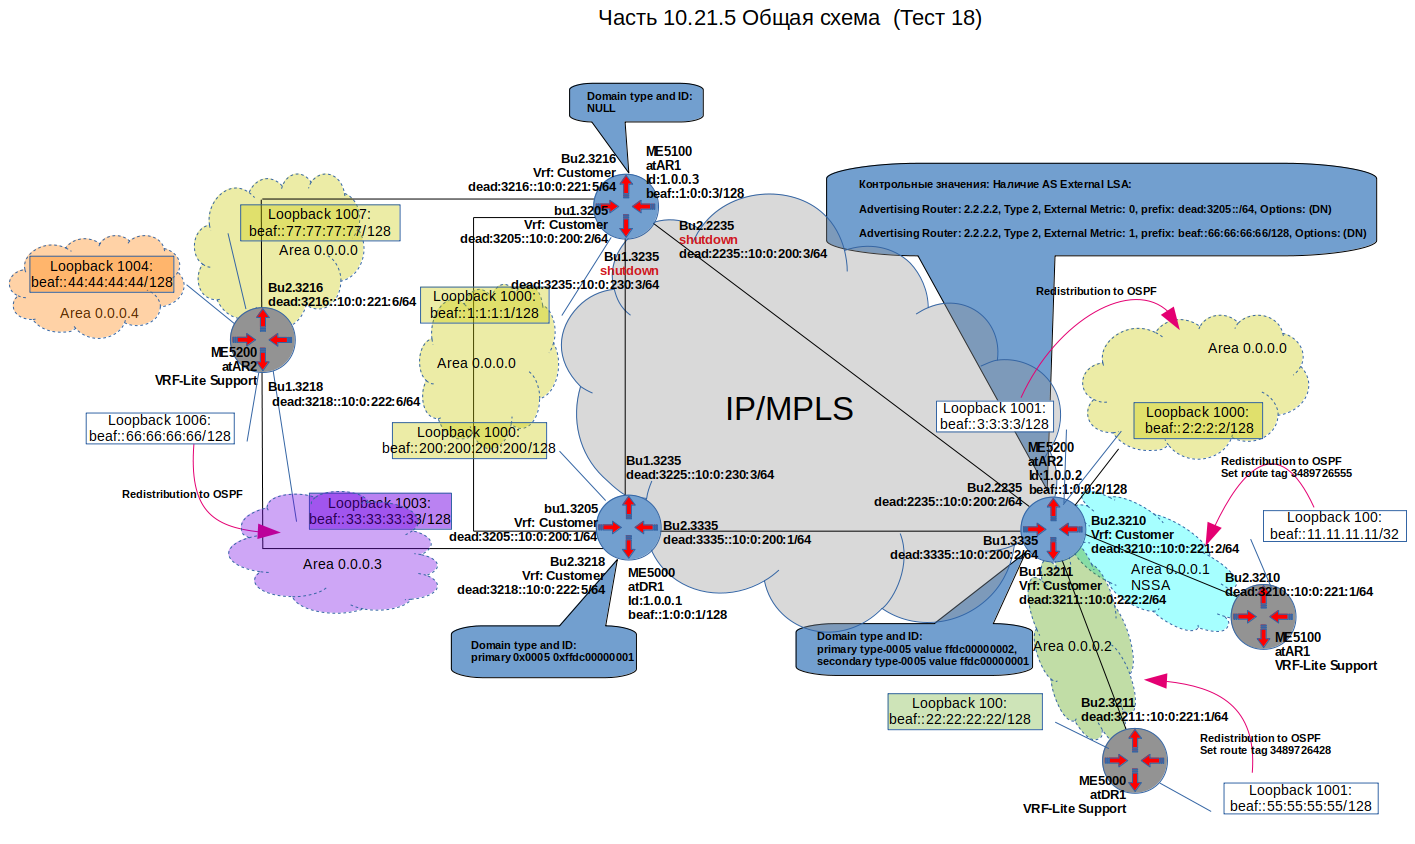 Часть 10.21.5 Общая схема  (Тест 18)
Domain type and ID:
NULL
Bu2.3216
Vrf: Customer
dead:3216::10:0:221:5/64
ME5100
atAR1
Id:1.0.0.3
beaf::1:0:0:3/128
bu1.3205
Vrf: Customer
dead:3205::10:0:200:2/64
Bu2.2235
shutdown
dead:2235::10:0:200:3/64
Bu1.3235
shutdown
dead:3235::10:0:230:3/64
Контрольные значения: Наличие AS External LSA:
Advertising Router: 2.2.2.2, Type 2, External Metric: 0, prefix: dead:3205::/64, Options: (DN)
Advertising Router: 2.2.2.2, Type 2, External Metric: 1, prefix: beaf::66:66:66:66/128, Options: (DN)
Loopback 1007:
beaf::77:77:77:77/128
Area 0.0.0.0
Loopback 1004:
beaf::44:44:44:44/128
Area 0.0.0.4
Bu2.3216
dead:3216::10:0:221:6/64
Loopback 1000:
beaf::1:1:1:1/128
Area 0.0.0.0
ME5200
atAR2
VRF-Lite Support
Bu1.3218
dead:3218::10:0:222:6/64
Loopback 1006:
beaf::66:66:66:66/128
Loopback 1000:
beaf::200:200:200:200/128
IP/MPLS
Redistribution to OSPF
Area 0.0.0.0
Loopback 1001:
beaf::3:3:3:3/128
Loopback 1000:
beaf::2:2:2:2/128
ME5200
atAR2
Id:1.0.0.2
beaf::1:0:0:2/128
Redistribution to OSPF
Set route tag 3489726555
Bu1.3235
dead:3225::10:0:230:3/64
Bu2.2235
dead:2235::10:0:200:2/64
Redistribution to OSPF
Loopback 1003:
beaf::33:33:33:33/128
Area 0.0.0.3
bu1.3205
Vrf: Customer
dead:3205::10:0:200:1/64
Bu2.3335
dead:3335::10:0:200:1/64
Bu1.3335
dead:3335::10:0:200:2/64
Bu2.3210
Vrf: Customer
dead:3210::10:0:221:2/64
Loopback 100:
beaf::11.11.11.11/32
Bu2.3218
Vrf: Customer
dead:3218::10:0:222:5/64
ME5000
atDR1
Id:1.0.0.1
beaf::1:0:0:1/128
Bu1.3211
Vrf: Customer
dead:3211::10:0:222:2/64
Area 0.0.0.1
NSSA
Bu2.3210
dead:3210::10:0:221:1/64
Domain type and ID:
primary 0x0005 0xffdc00000001
Domain type and ID:
primary type-0005 value ffdc00000002,
secondary type-0005 value ffdc00000001
Area 0.0.0.2
ME5100
atAR1
VRF-Lite Support
Loopback 100:
beaf::22:22:22:22/128
Bu2.3211
dead:3211::10:0:221:1/64
Redistribution to OSPF
Set route tag 3489726428
ME5000
atDR1
VRF-Lite Support
Loopback 1001:
beaf::55:55:55:55/128